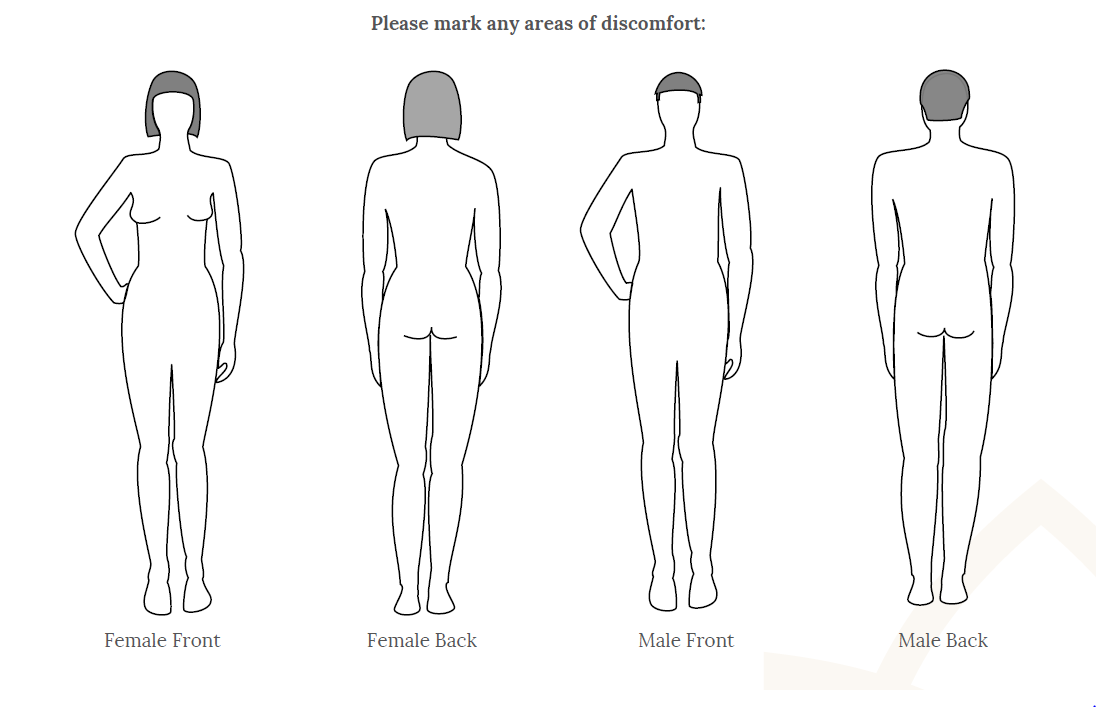 Please mark any areas of discomfort:
Female Front
Female Back
Male Front
Male Back